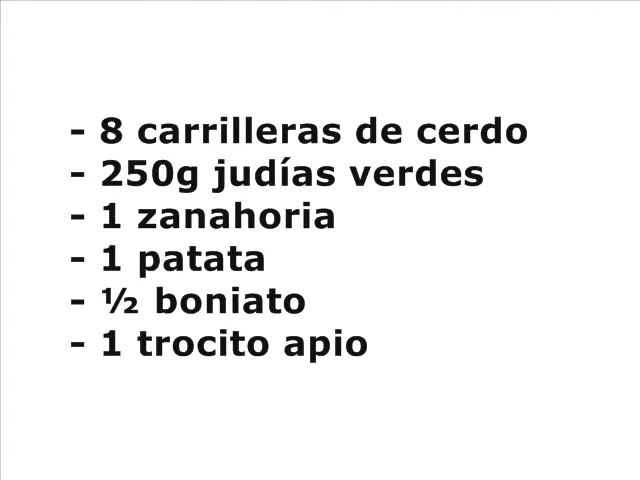 - 8 carrilleras de cerdo
- 250g judías verdes
- 1 zanahoria
- 1 patata
- ½ boniato
- 1 trocito apio